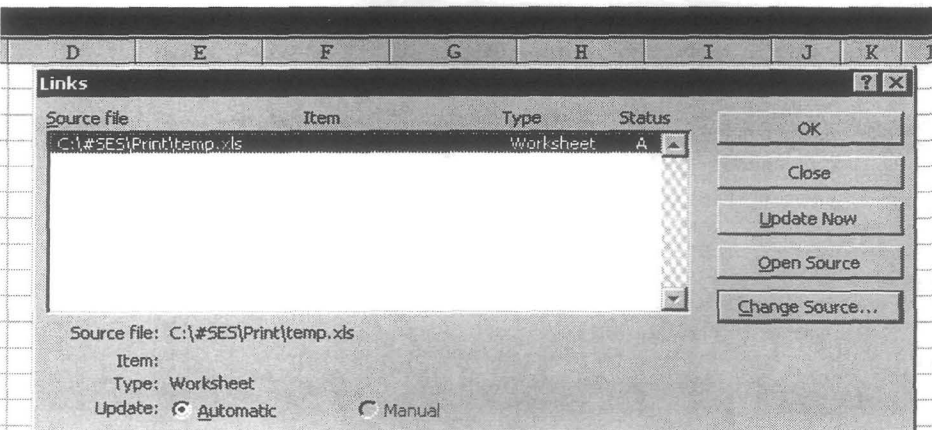 D E F G H I J K
Links ? X
Source file Item Type Status
C:\#SES\Print\temp.xls Worksheet A
OK
Close
Update Now
Open Source
Change Source...
Source file: C:\#SES\Print\temp.xls
Item:
Type: Worksheet
Update: Automatic Manual